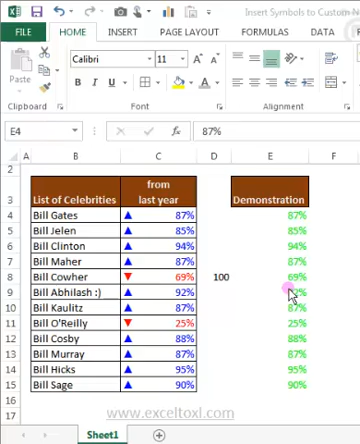 Insert Symbols to Custom N
FILE HOME INSERT PAGE LAYOUT FORMULAS DATA
Calibri 11 A A
Paste B I U A
Clipboard Font Alignment
E4 fx 87%
A B C D E F
2
from
3 List of Celebrities last year Demonstration
4 Bill Gates ▲ 87% 87%
5 Bill Jelen ▲ 85% 85%
6 Bill Clinton ▲ 94% 94%
7 Bill Maher ▲ 87% 87%
8 Bill Cowher ▼ 69% 100 69%
9 Bill Abhilash :) ▲ 92%
10 Bill Kaulitz ▲ 87% 87%
11 Bill O'Reilly ▼ 25% 25%
12 Bill Cosby ▲ 88% 88%
13 Bill Murray ▲ 87% 87%
14 Bill Hicks ▲ 95% 95%
15 Bill Sage ▲ 90% 90%
16
17
www.exceltoxl.com
Sheet1